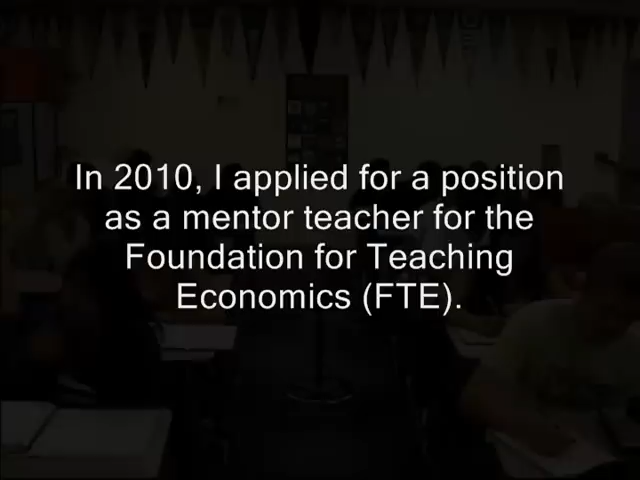 In 2010, I applied for a position
as a mentor teacher for the
Foundation for Teaching
Economics (FTE).